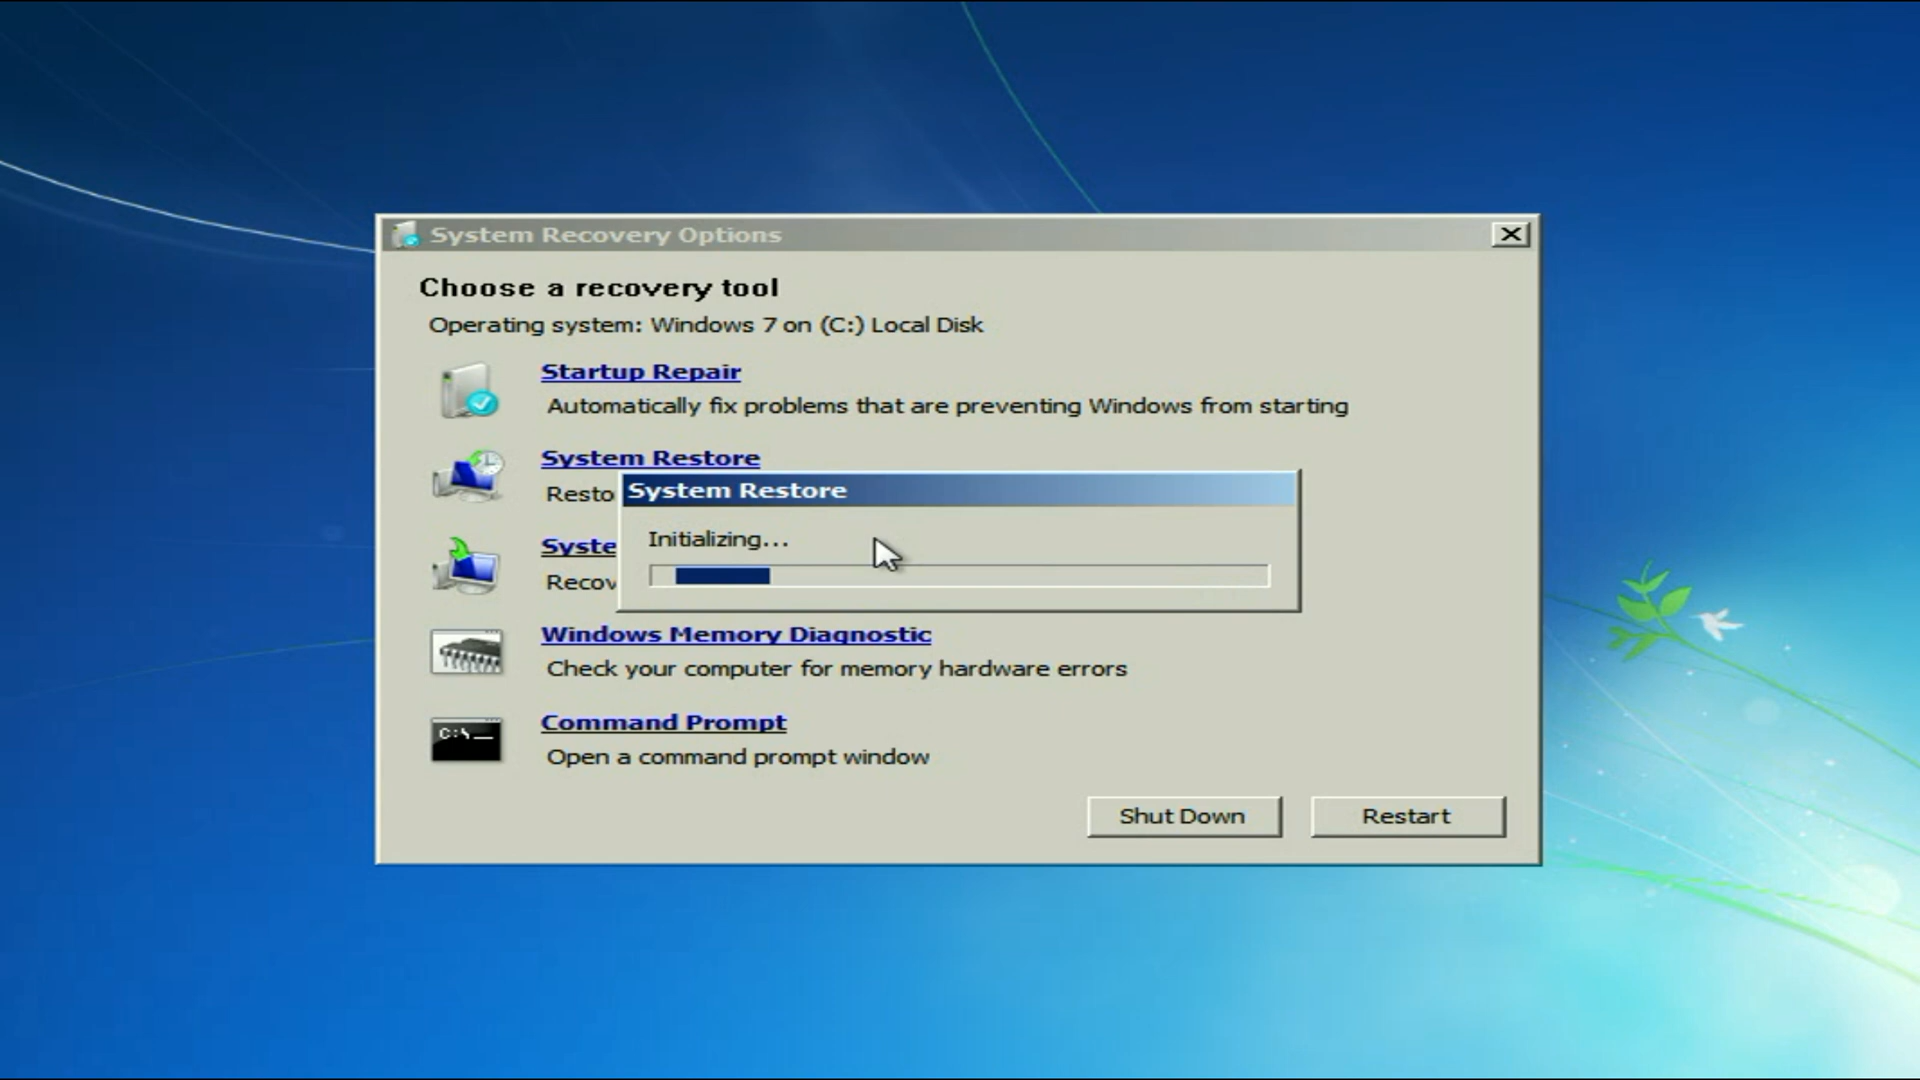 System Recovery Options
Choose a recovery tool
Operating system: Windows 7 on (C:) Local Disk
Startup Repair
Automatically fix problems that are preventing Windows from starting
System Restore
Resto
System Restore
Initializing...
Syste
Recov
Windows Memory Diagnostic
Check your computer for memory hardware errors
C:\_
Command Prompt
Open a command prompt window
Shut Down
Restart